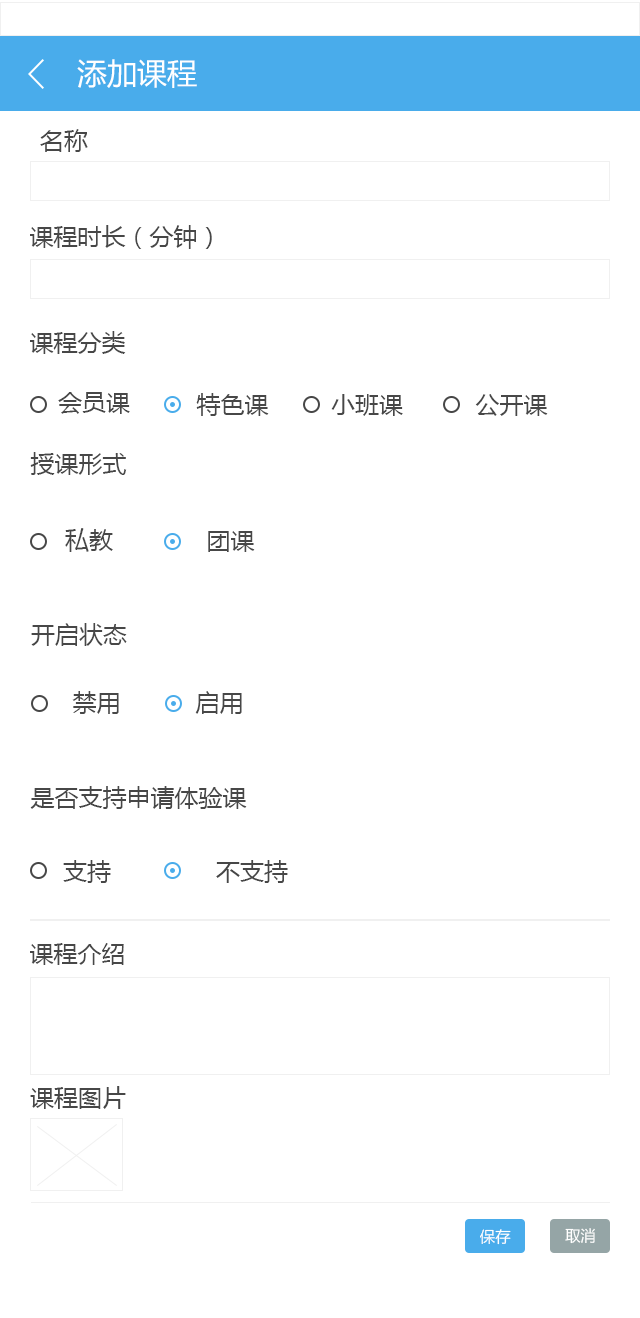 添加课程
名称
课程时长（分钟）
课程分类
会员课 特色课 小班课 公开课
授课形式
私教 团课
开启状态
禁用 启用
是否支持申请体验课
支持 不支持
课程介绍
课程图片
保存 取消